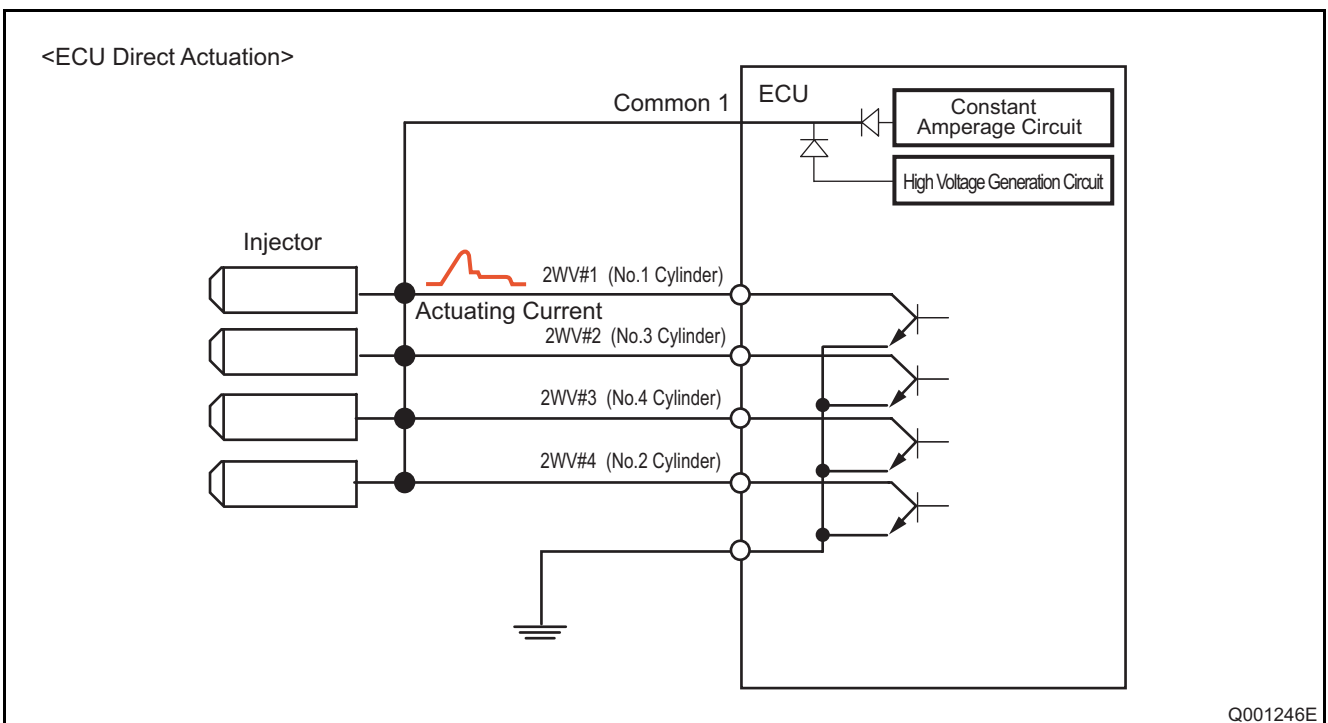 <ECU Direct Actuation>
Common 1
ECU
Constant
Amperage Circuit
High Voltage Generation Circuit
Injector
2WV#1 (No.1 Cylinder)
Actuating Current
2WV#2 (No.3 Cylinder)
2WV#3 (No.4 Cylinder)
2WV#4 (No.2 Cylinder)
Q001246E